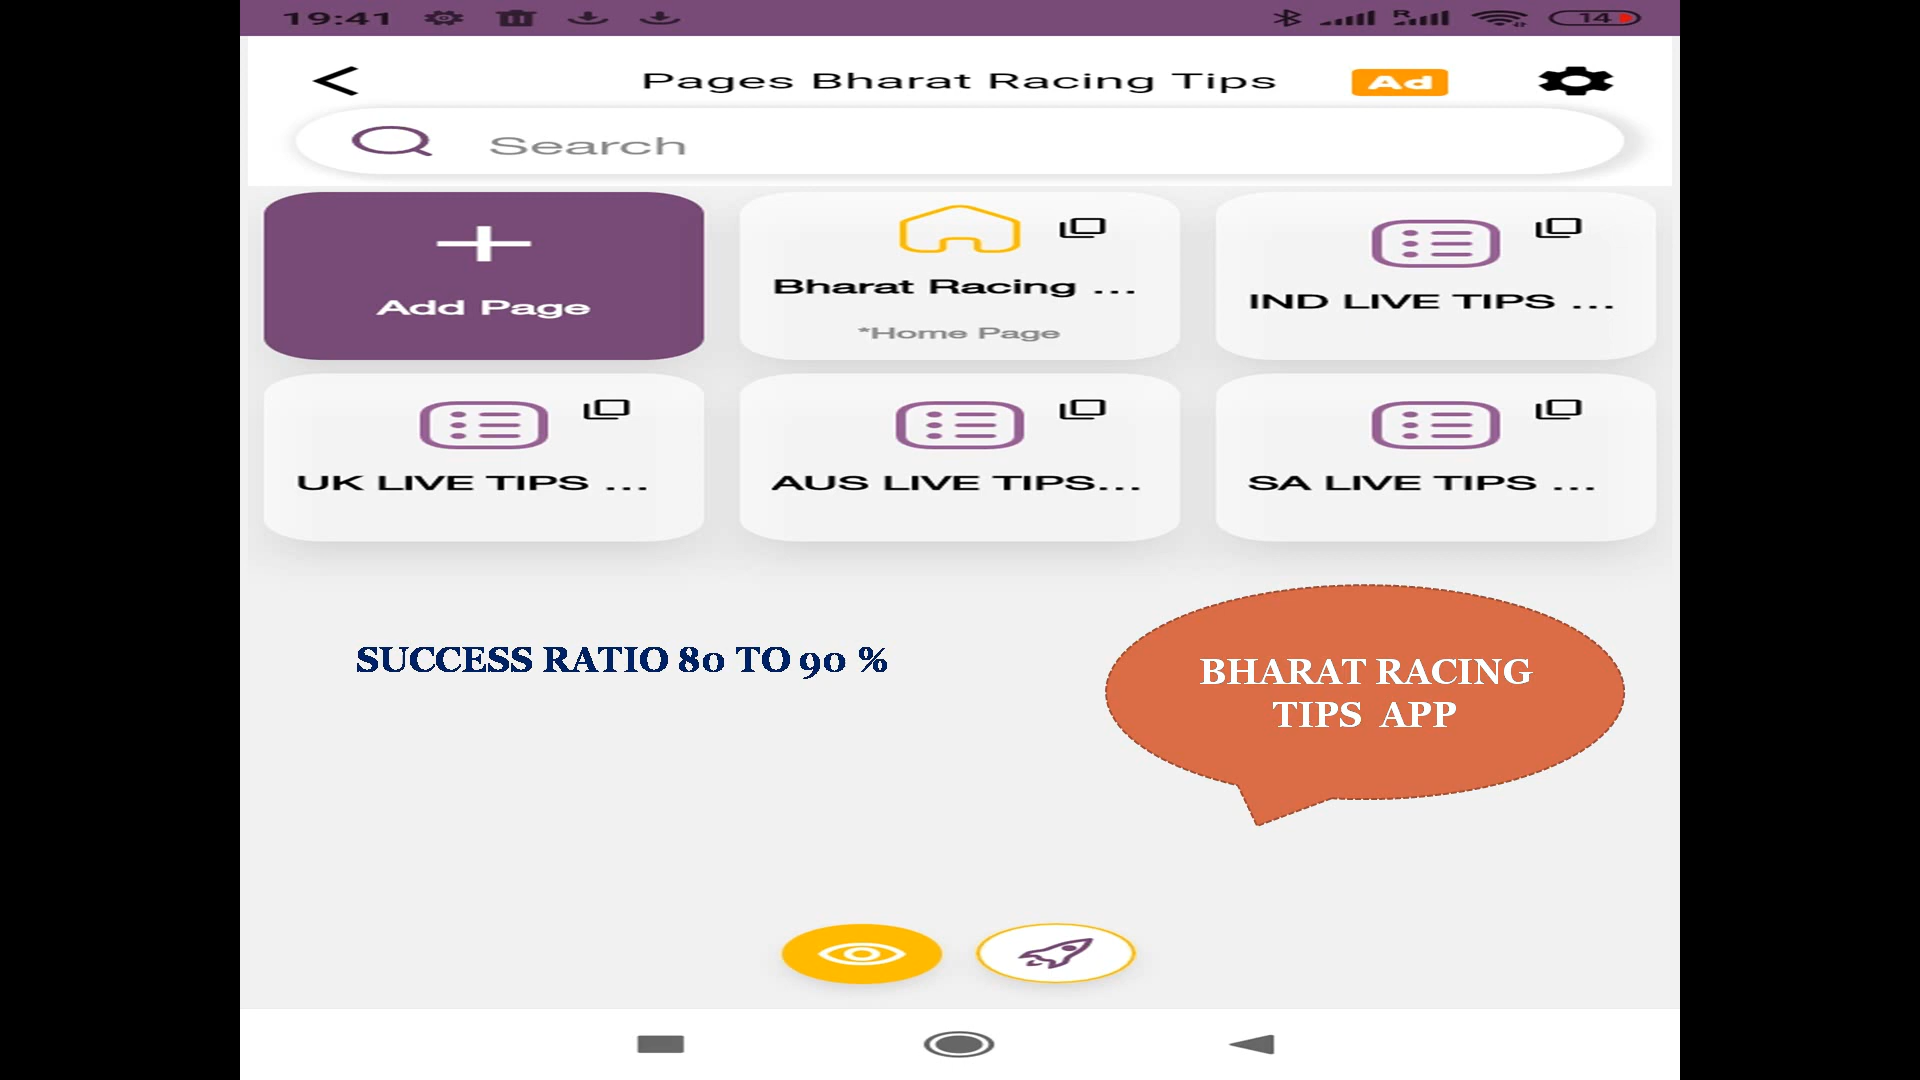 19:41
R
14
Pages Bharat Racing Tips
Ad
Search
Add Page
Bharat Racing ...
*Home Page
IND LIVE TIPS ...
UK LIVE TIPS ...
AUS LIVE TIPS...
SA LIVE TIPS ...
SUCCESS RATIO 80 TO 90 %
BHARAT RACING
TIPS APP